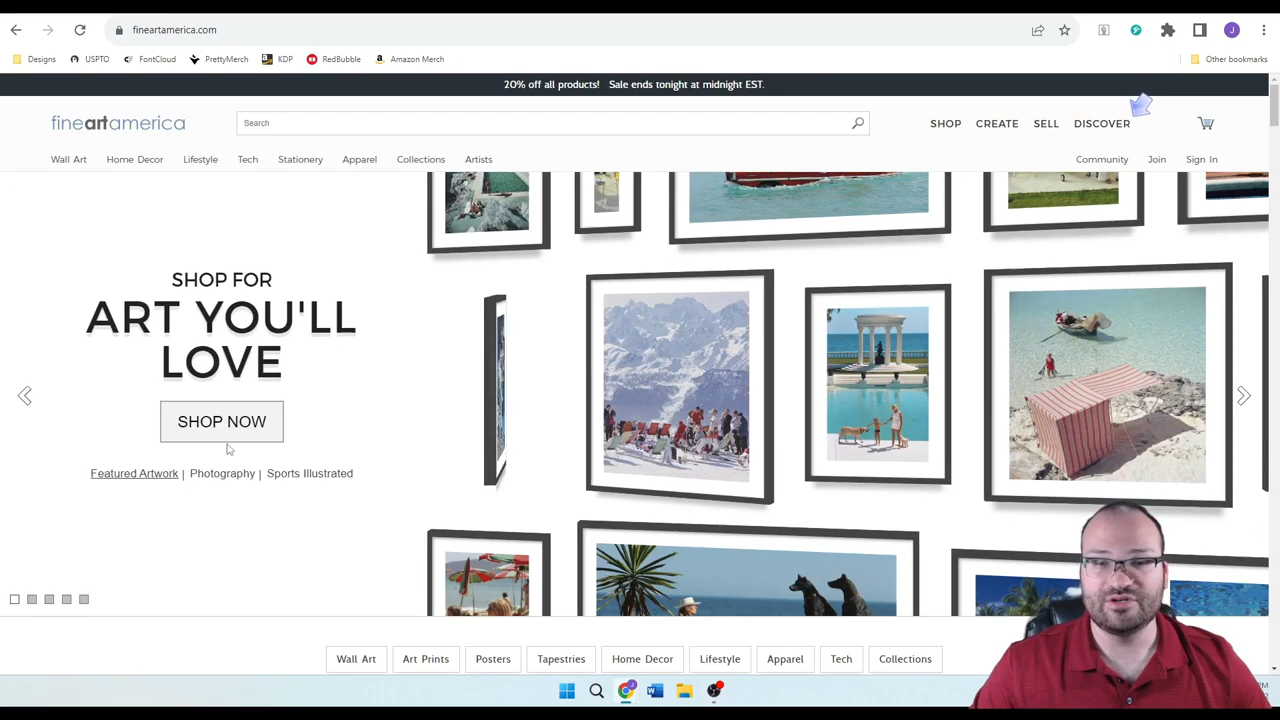 fineartamerica.com
Designs
USPTO
FontCloud
PrettyMerch
KDP
RedBubble
Amazon Merch
Other bookmarks
J
20% off all products! Sale ends tonight at midnight EST.
fineartamerica
Search
SHOP
CREATE
SELL
DISCOVER
Wall Art
Home Decor
Lifestyle
Tech
Stationery
Apparel
Collections
Artists
Community
Join
Sign In
SHOP FOR
ART YOU'LL
LOVE
SHOP NOW
Featured Artwork | Photography | Sports Illustrated
Wall Art
Art Prints
Posters
Tapestries
Home Decor
Lifestyle
Apparel
Tech
Collections